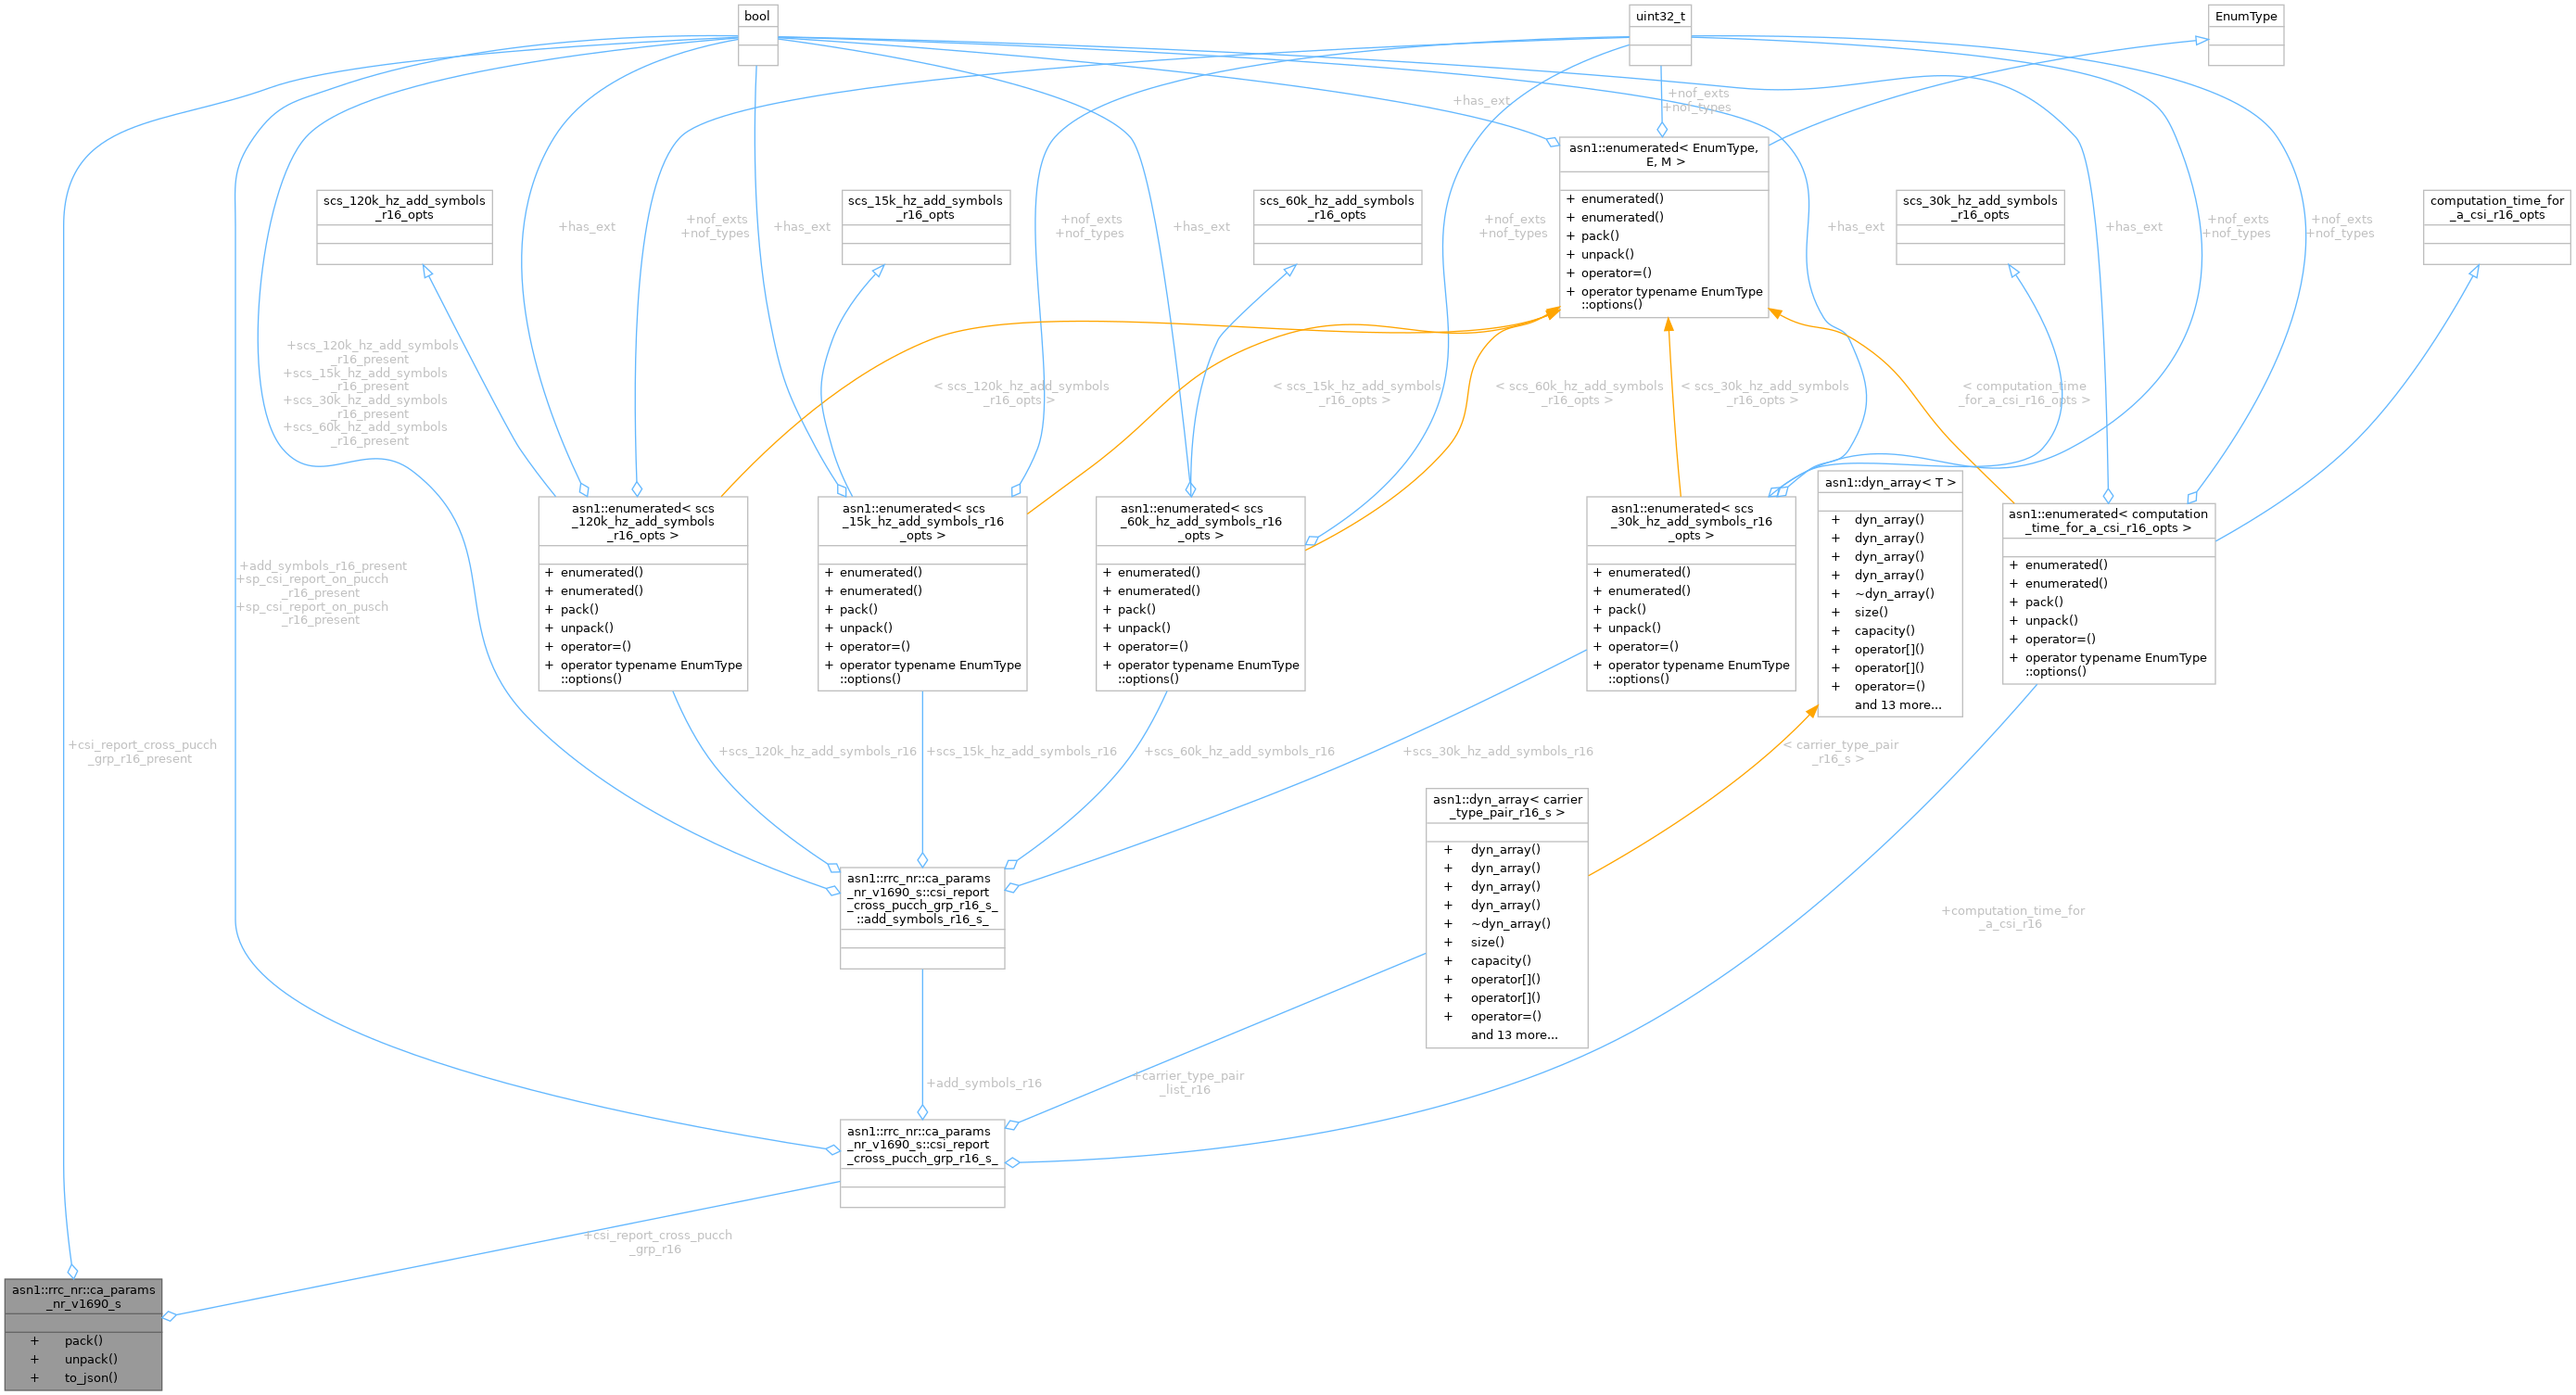 bool
uint32_t
EnumType
+has_ext
+nof_exts
+nof_types
asn1::enumerated< EnumType,
E, M >
+ enumerated()
+ enumerated()
+ pack()
+ unpack()
+ operator=()
+ operator typename EnumType
::options()
scs_120k_hz_add_symbols
_r16_opts
scs_15k_hz_add_symbols
_r16_opts
scs_60k_hz_add_symbols
_r16_opts
scs_30k_hz_add_symbols
_r16_opts
computation_time_for
_a_csi_r16_opts
+has_ext
+nof_exts
+nof_types
+has_ext
+nof_exts
+nof_types
+has_ext
+nof_exts
+nof_types
+has_ext
+nof_exts
+nof_types
+has_ext
+nof_exts
+nof_types
+scs_120k_hz_add_symbols
_r16_present
+scs_15k_hz_add_symbols
_r16_present
+scs_30k_hz_add_symbols
_r16_present
+scs_60k_hz_add_symbols
_r16_present
< scs_120k_hz_add_symbols
_r16_opts >
< scs_15k_hz_add_symbols
_r16_opts >
< scs_60k_hz_add_symbols
_r16_opts >
< scs_30k_hz_add_symbols
_r16_opts >
< computation_time
_for_a_csi_r16_opts >
asn1::enumerated< scs
_120k_hz_add_symbols
_r16_opts >
+ enumerated()
+ enumerated()
+ pack()
+ unpack()
+ operator=()
+ operator typename EnumType
::options()
asn1::enumerated< scs
_15k_hz_add_symbols_r16
_opts >
+ enumerated()
+ enumerated()
+ pack()
+ unpack()
+ operator=()
+ operator typename EnumType
::options()
asn1::enumerated< scs
_60k_hz_add_symbols_r16
_opts >
+ enumerated()
+ enumerated()
+ pack()
+ unpack()
+ operator=()
+ operator typename EnumType
::options()
asn1::enumerated< scs
_30k_hz_add_symbols_r16
_opts >
+ enumerated()
+ enumerated()
+ pack()
+ unpack()
+ operator=()
+ operator typename EnumType
::options()
asn1::dyn_array< T >
+ dyn_array()
+ dyn_array()
+ dyn_array()
+ dyn_array()
+ ~dyn_array()
+ size()
+ capacity()
+ operator[]()
+ operator[]()
+ operator=()
and 13 more...
asn1::enumerated< computation
_time_for_a_csi_r16_opts >
+ enumerated()
+ enumerated()
+ pack()
+ unpack()
+ operator=()
+ operator typename EnumType
::options()
+add_symbols_r16_present
+sp_csi_report_on_pucch
_r16_present
+sp_csi_report_on_pusch
_r16_present
+csi_report_cross_pucch
_grp_r16_present
+scs_120k_hz_add_symbols_r16
+scs_15k_hz_add_symbols_r16
+scs_60k_hz_add_symbols_r16
+scs_30k_hz_add_symbols_r16
< carrier_type_pair
_r16_s >
asn1::dyn_array< carrier
_type_pair_r16_s >
+ dyn_array()
+ dyn_array()
+ dyn_array()
+ dyn_array()
+ ~dyn_array()
+ size()
+ capacity()
+ operator[]()
+ operator[]()
+ operator=()
and 13 more...
asn1::rrc_nr::ca_params
_nr_v1690_s::csi_report
_cross_pucch_grp_r16_s_
::add_symbols_r16_s_
+computation_time_for
_a_csi_r16
+add_symbols_r16
+carrier_type_pair
_list_r16
asn1::rrc_nr::ca_params
_nr_v1690_s::csi_report
_cross_pucch_grp_r16_s_
+csi_report_cross_pucch
_grp_r16
asn1::rrc_nr::ca_params
_nr_v1690_s
+ pack()
+ unpack()
+ to_json()